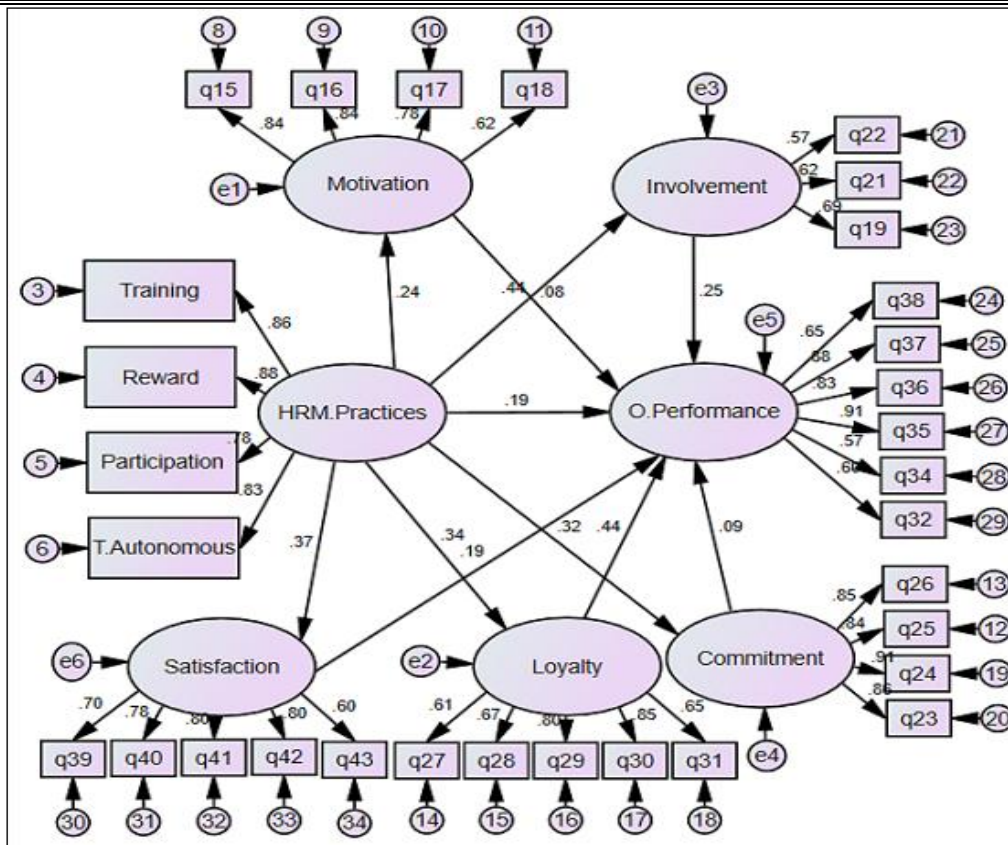 8 9 10 11
q15 q16 q17 q18
e3
.84 .84 .78 .62
.57 q22 21
Motivation
e1
Involvement
.62 q21 22
.69 q19 23
3 Training
.86
.24
.44 .08
.25
e5
q38 24
.65
q37 25
.88
4 Reward
.88
HRM.Practices
.19
O.Performance
.83 q36 26
.91 q35 27
5 Participation
.78
.57 q34 28
q32 29
6 T.Autonomous
.83
.37
.34
.19
.32
.44
.09
q26 13
.85
.84 q25 12
e6 Satisfaction
e2 Loyalty
Commitment
.91 q24 19
.86 q23 20
.70 .78 .80 .80 .60
.61 .67 .80 .85 .65
q39 q40 q41 q42 q43
q27 q28 q29 q30 q31
e4
30 31 32 33 34
14 15 16 17 18